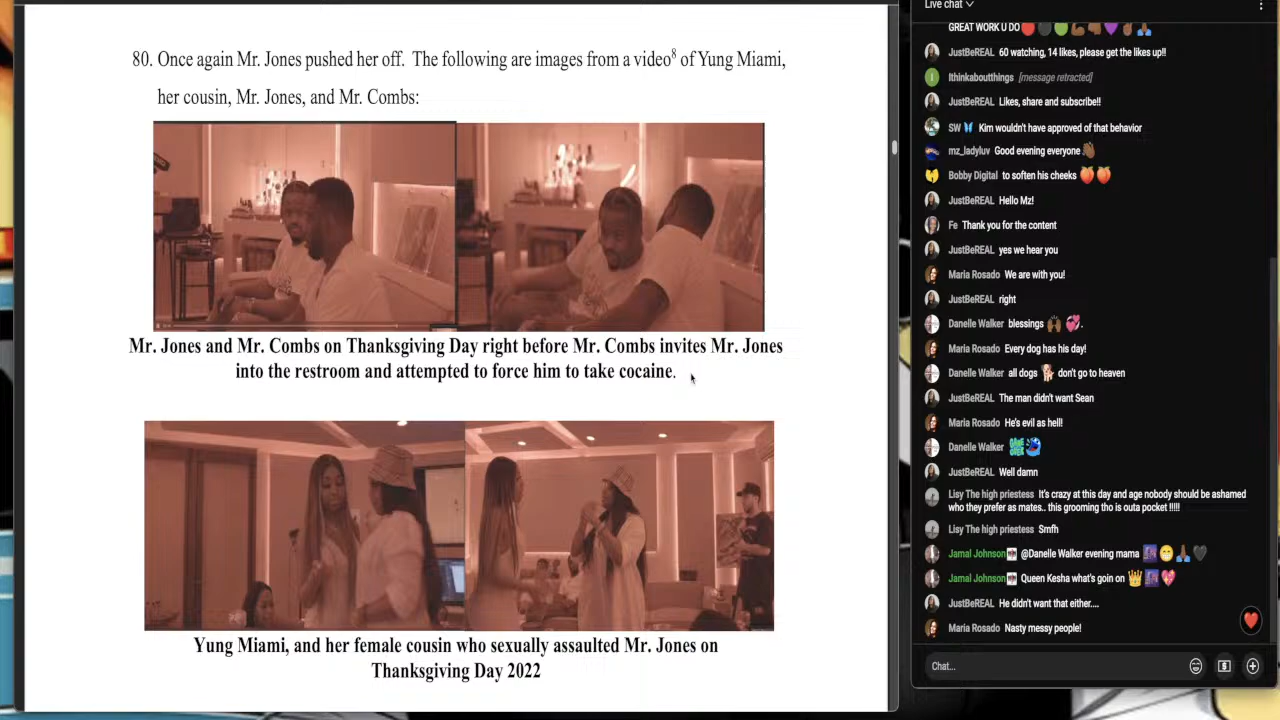 80. Once again Mr. Jones pushed her off. The following are images from a video8 of Yung Miami,
her cousin, Mr. Jones, and Mr. Combs:
Mr. Jones and Mr. Combs on Thanksgiving Day right before Mr. Combs invites Mr. Jones
into the restroom and attempted to force him to take cocaine.
Yung Miami, and her female cousin who sexually assaulted Mr. Jones on
Thanksgiving Day 2022
Live chat
GREAT WORK U DO
JustBeREAL 60 watching, 14 likes, please get the likes up!!
Ithinkaboutthings [message retracted]
JustBeREAL Likes, share and subscribe!!
SW 🦋 Kim wouldn't have approved of that behavior
mz_ladyluv Good evening everyone
Bobby Digital to soften his cheeks 🍑🍑
JustBeREAL Hello Mz!
Fe Thank you for the content
JustBeREAL yes we hear you
Maria Rosado We are with you!
JustBeREAL right
Danelle Walker blessings 🙌🏾 💞.
Maria Rosado Every dog has his day!
Danelle Walker all dogs don't go to heaven
JustBeREAL The man didn't want Sean
Maria Rosado He's evil as hell!
Danelle Walker
JustBeREAL Well damn
Lisy The high priestess It's crazy at this day and age nobody should be ashamed
who they prefer as mates.. this grooming tho is outa pocket !!!!!
Lisy The high priestess Smfh
Jamal Johnson @Danelle Walker evening mama
Jamal Johnson Queen Kesha what's goin on
JustBeREAL He didn't want that either....
Maria Rosado Nasty messy people!
Chat...